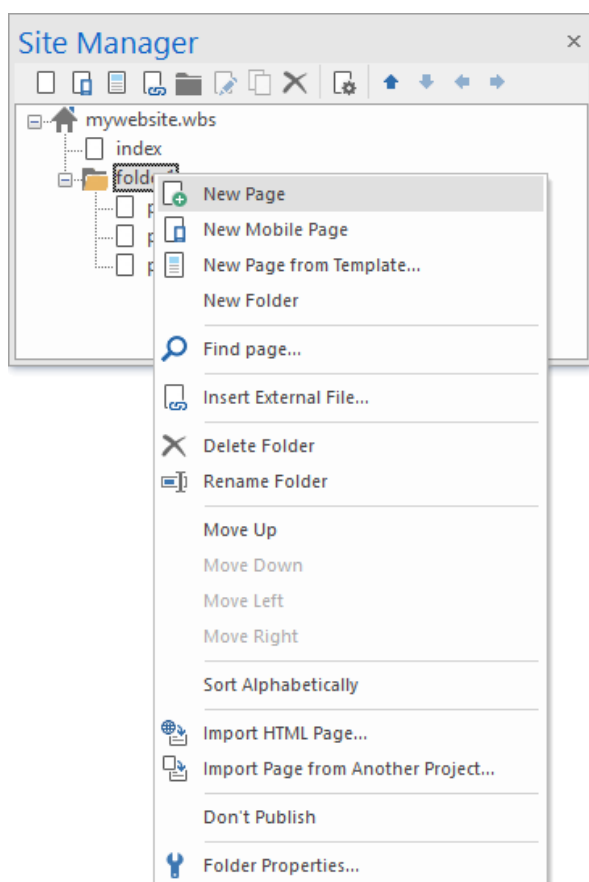 Site Manager
mywebsite.wbs
index
New Page
New Mobile Page
New Page from Template...
New Folder
Find page...
Insert External File...
Delete Folder
Rename Folder
Move Up
Move Down
Move Left
Move Right
Sort Alphabetically
Import HTML Page...
Import Page from Another Project...
Don't Publish
Folder Properties...